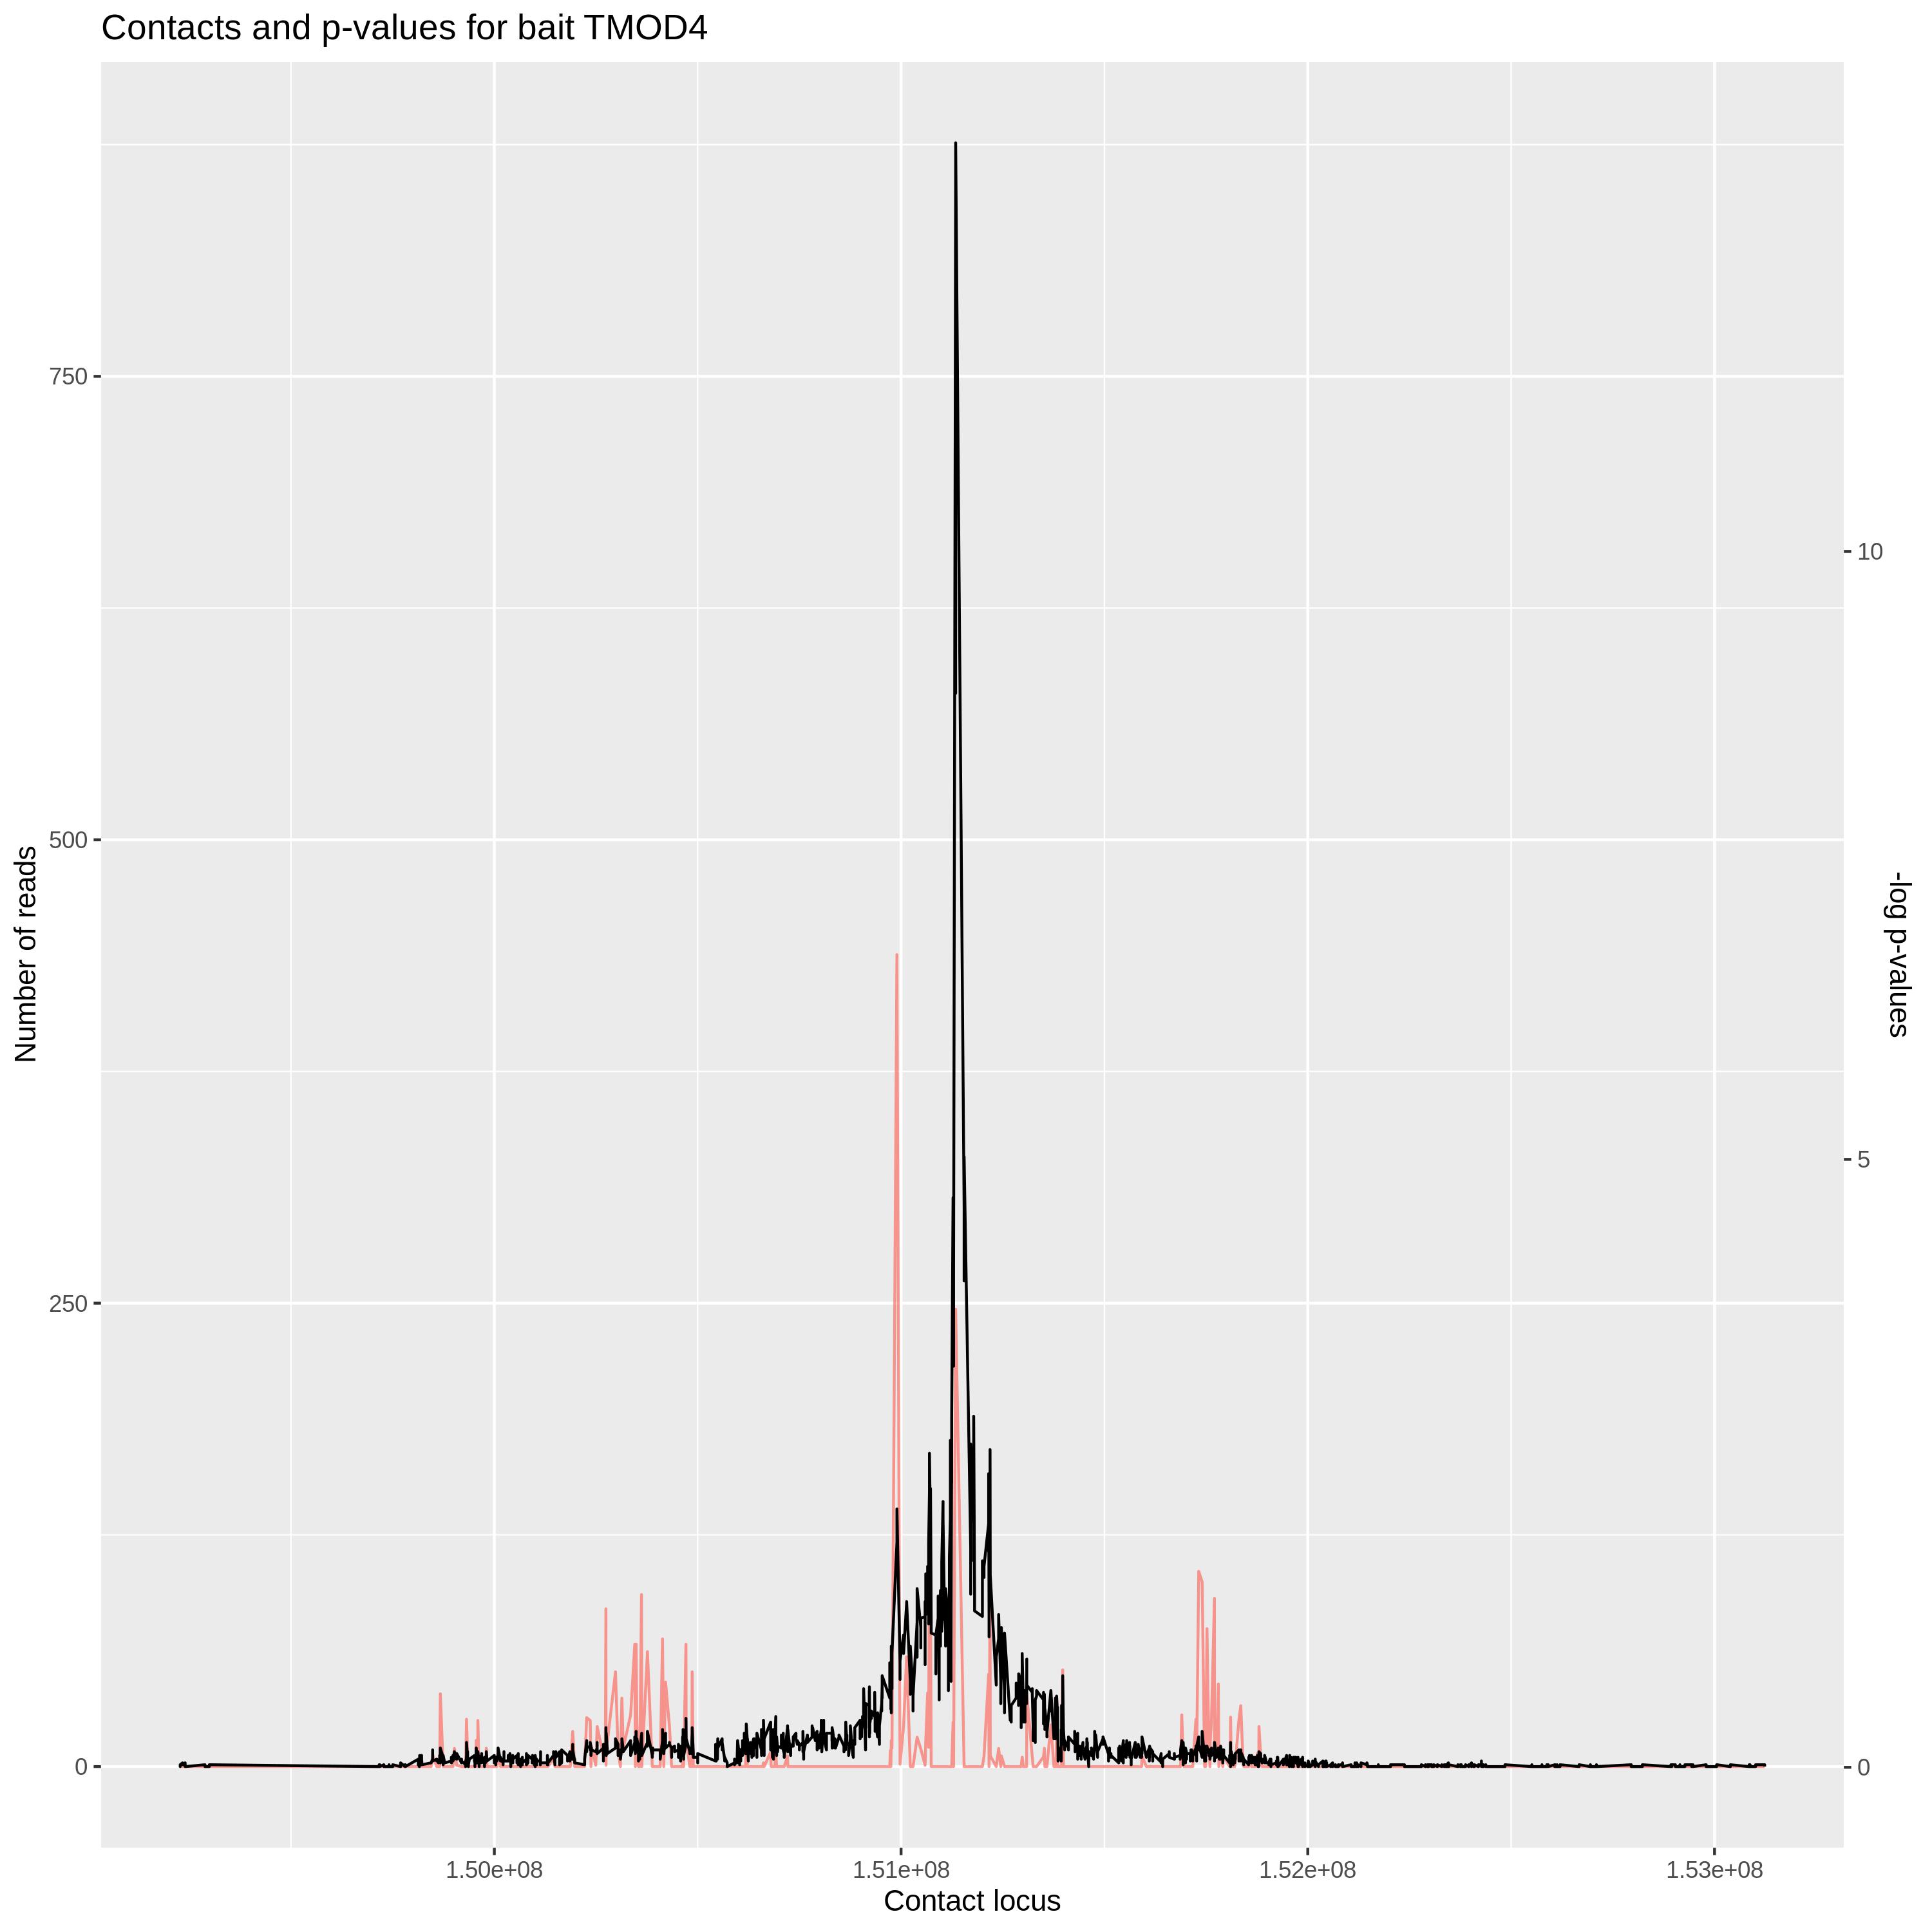 Contacts and p-values for bait TMOD4
Number of reads
750
500
250
0
10
5
0
-log p-values
1.50e+08
1.51e+08
1.52e+08
1.53e+08
Contact locus